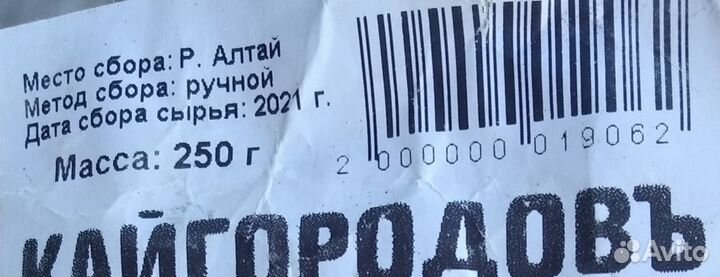 Место сбора: Р. Алтай
Метод сбора: ручной
Дата сбора сырья: 2021 г.
Масса: 250 г
2 000000 019062
КАЙГОРОДОВЪ
Avito